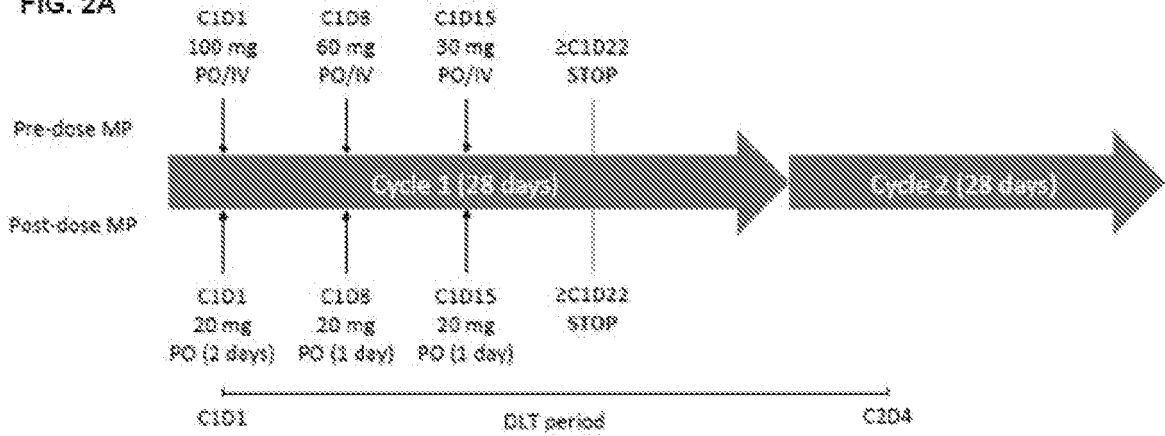 FIG. 2A
C1D1
100 mg
PO/IV
C1D8
60 mg
PO/IV
C1D15
30 mg
PO/IV
≥C1D22
STOP
Pre-dose MP
Cycle 1 (28 days)
Cycle 2 (28 days)
Post-dose MP
C1D1
20 mg
PO (2 days)
C1D8
20 mg
PO (1 day)
C1D15
20 mg
PO (1 day)
≥C1D22
STOP
C1D1
DLT period
C2D4